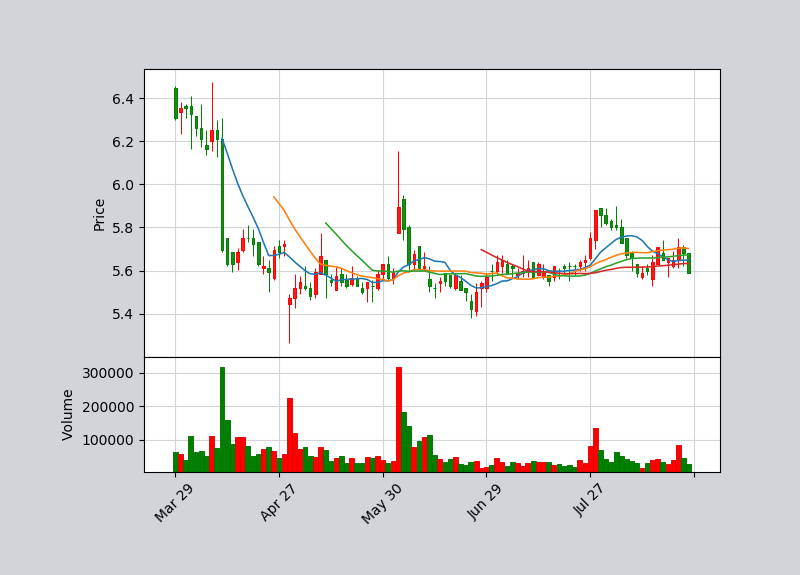 6.4
6.2
6.0
5.8
5.6
5.4
Price
300000
200000
100000
Volume
Mar 29
Apr 27
May 30
Jun 29
Jul 27